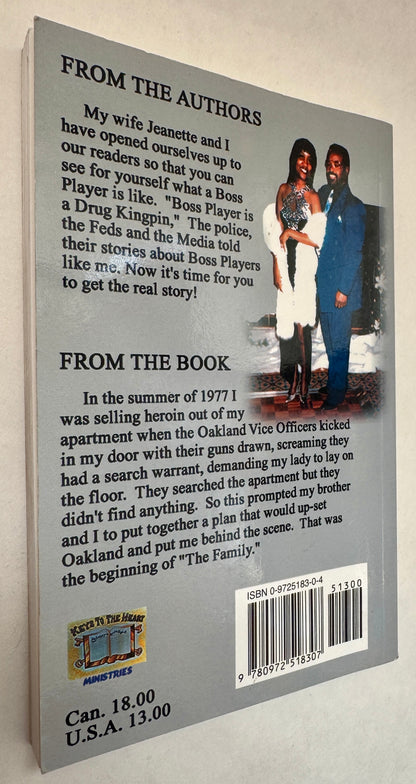 FROM THE AUTHORS
My wife Jeanette and I
have opened ourselves up to
our readers so that you can
see for yourself what a Boss
Player is like. "Boss Player is
a Drug Kingpin," The police,
the Feds and the Media told
their stories about Boss Players
like me. Now it's time for you
to get the real story!
FROM THE BOOK
In the summer of 1977 I
was selling heroin out of my
apartment when the Oakland Vice Officers kicked
in my door with their guns drawn, screaming they
had a search warrant, demanding my lady to lay on
the floor. They searched the apartment but they
didn't find anything. So this prompted my brother
and I to put together a plan that would up-set
Oakland and put me behind the scene. That was
the beginning of "The Family."
KEYS TO THE HEART
MINISTRIES
Can. 18.00
U.S.A. 13.00
ISBN 0-9725183-0-4
51300
9 780972 518307